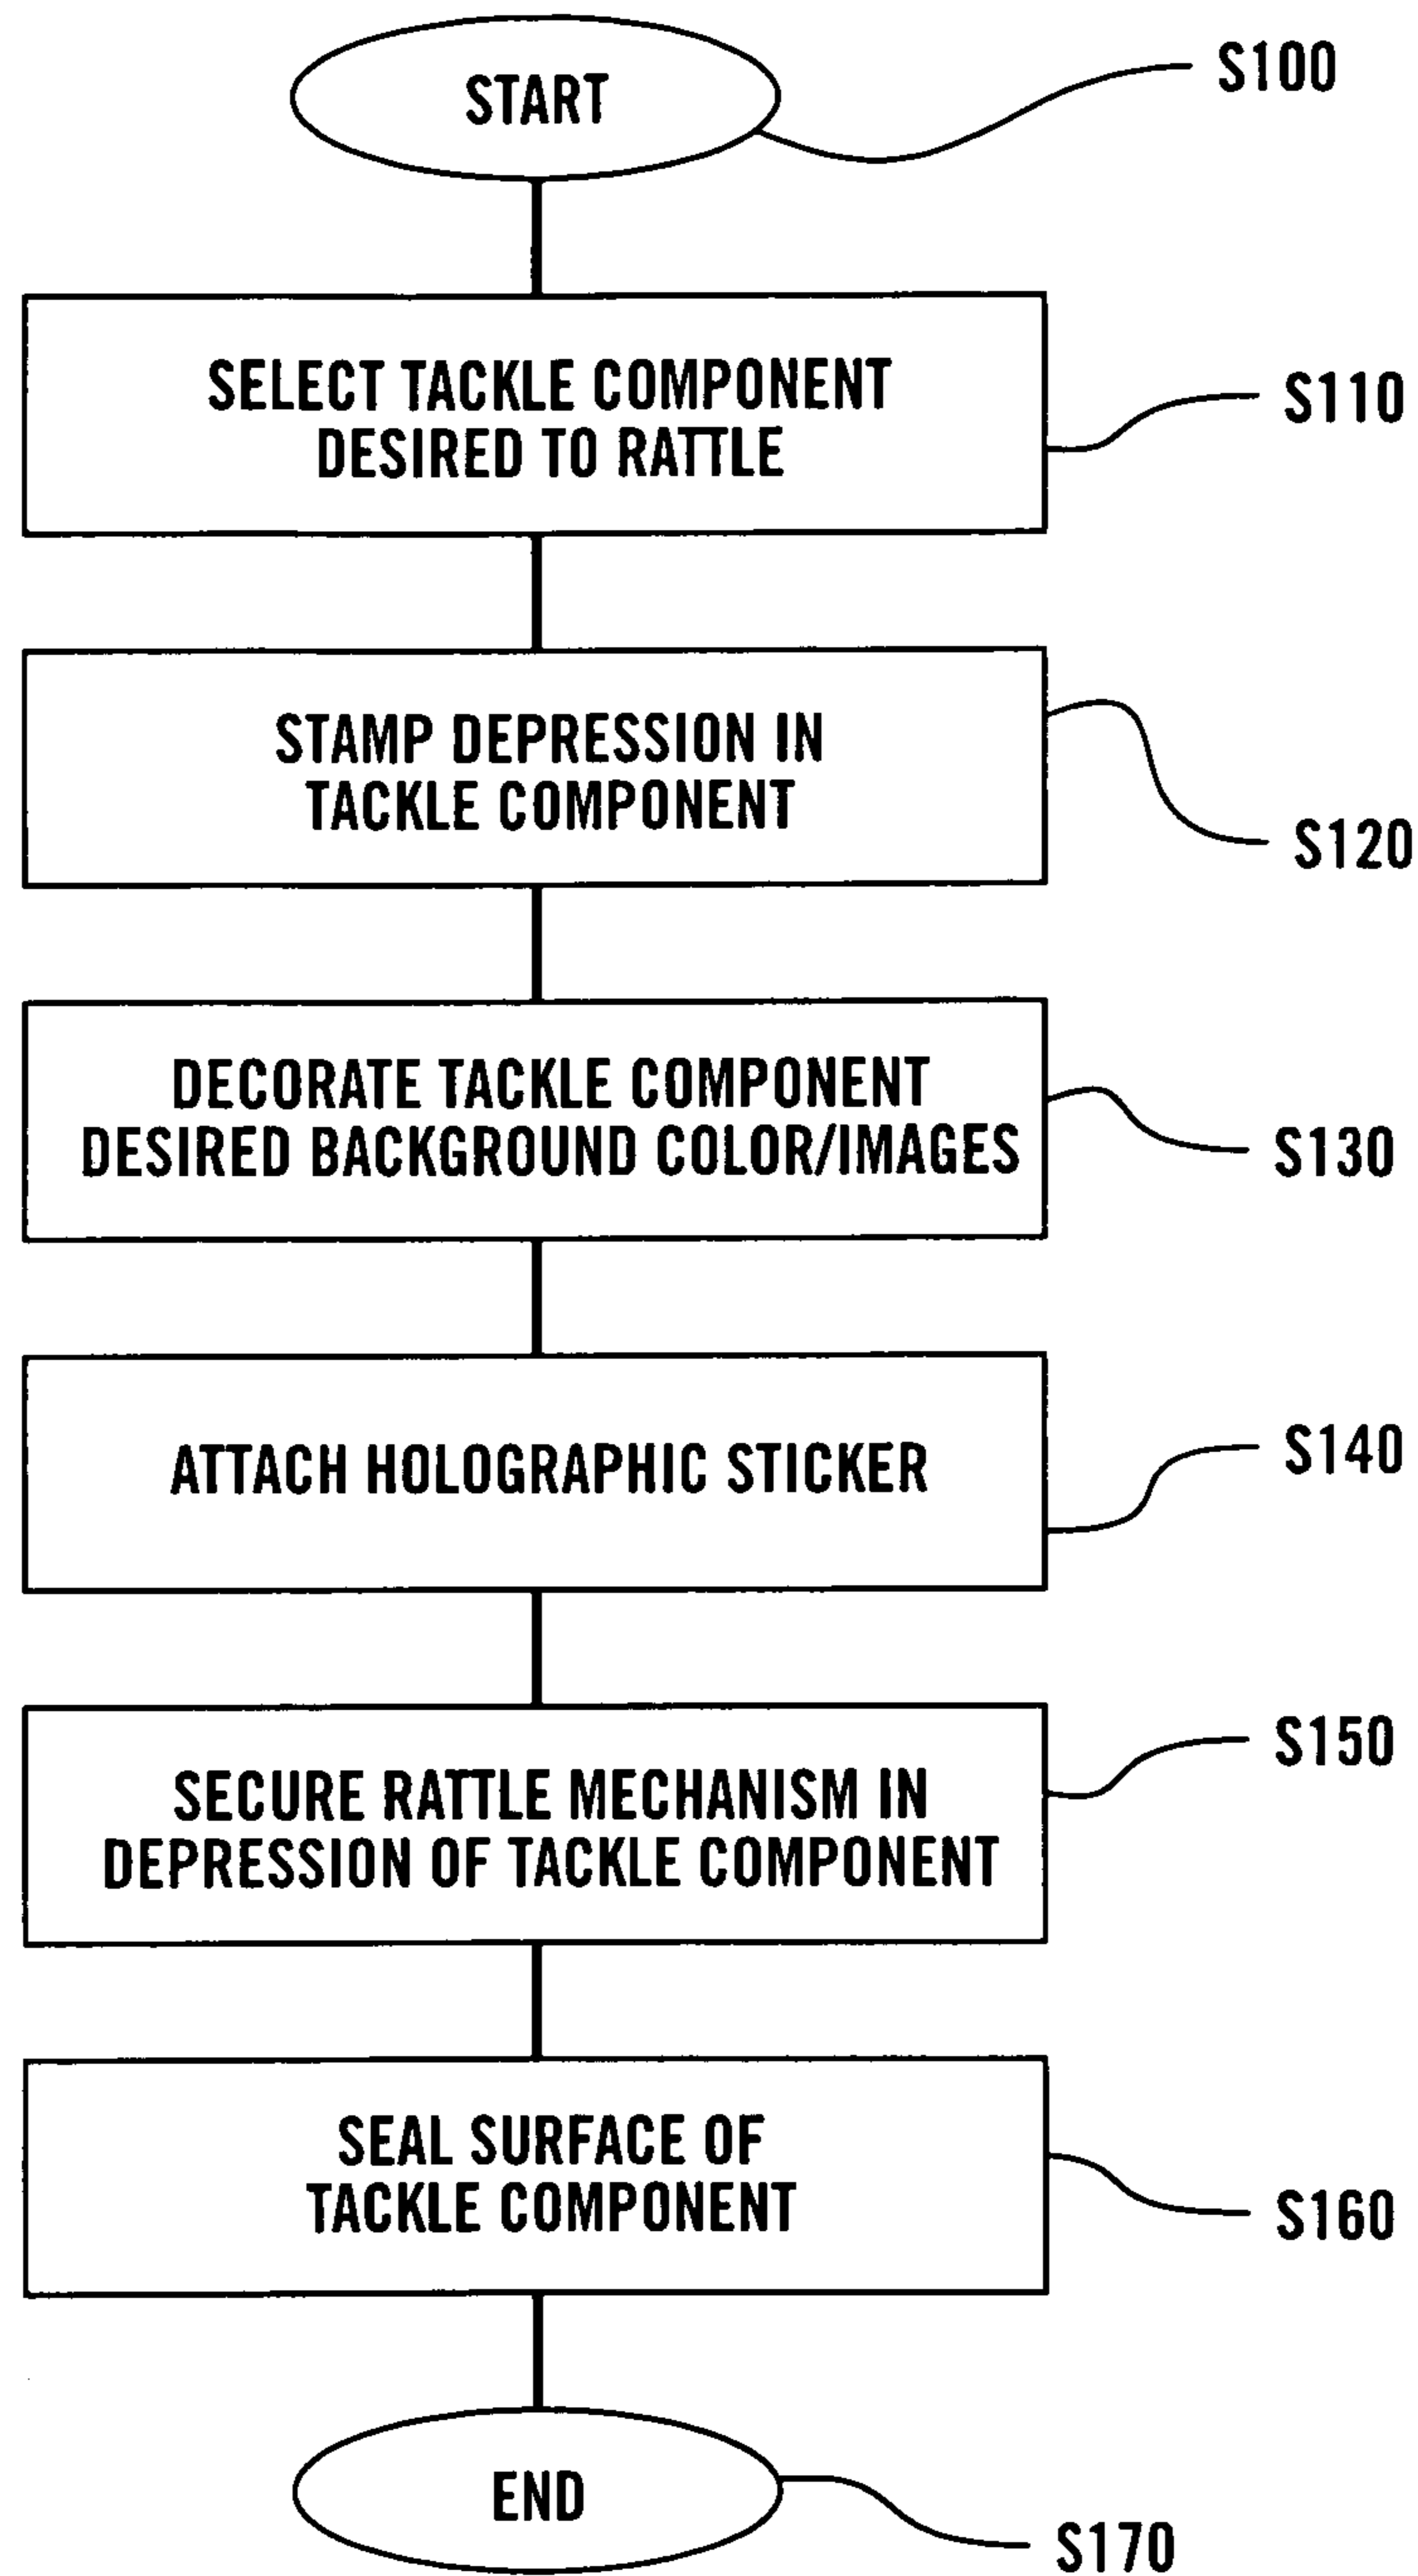 START
S100
SELECT TACKLE COMPONENT
DESIRED TO RATTLE
S110
STAMP DEPRESSION IN
TACKLE COMPONENT
S120
DECORATE TACKLE COMPONENT
DESIRED BACKGROUND COLOR/IMAGES
S130
ATTACH HOLOGRAPHIC STICKER
S140
SECURE RATTLE MECHANISM IN
DEPRESSION OF TACKLE COMPONENT
S150
SEAL SURFACE OF
TACKLE COMPONENT
S160
END
S170